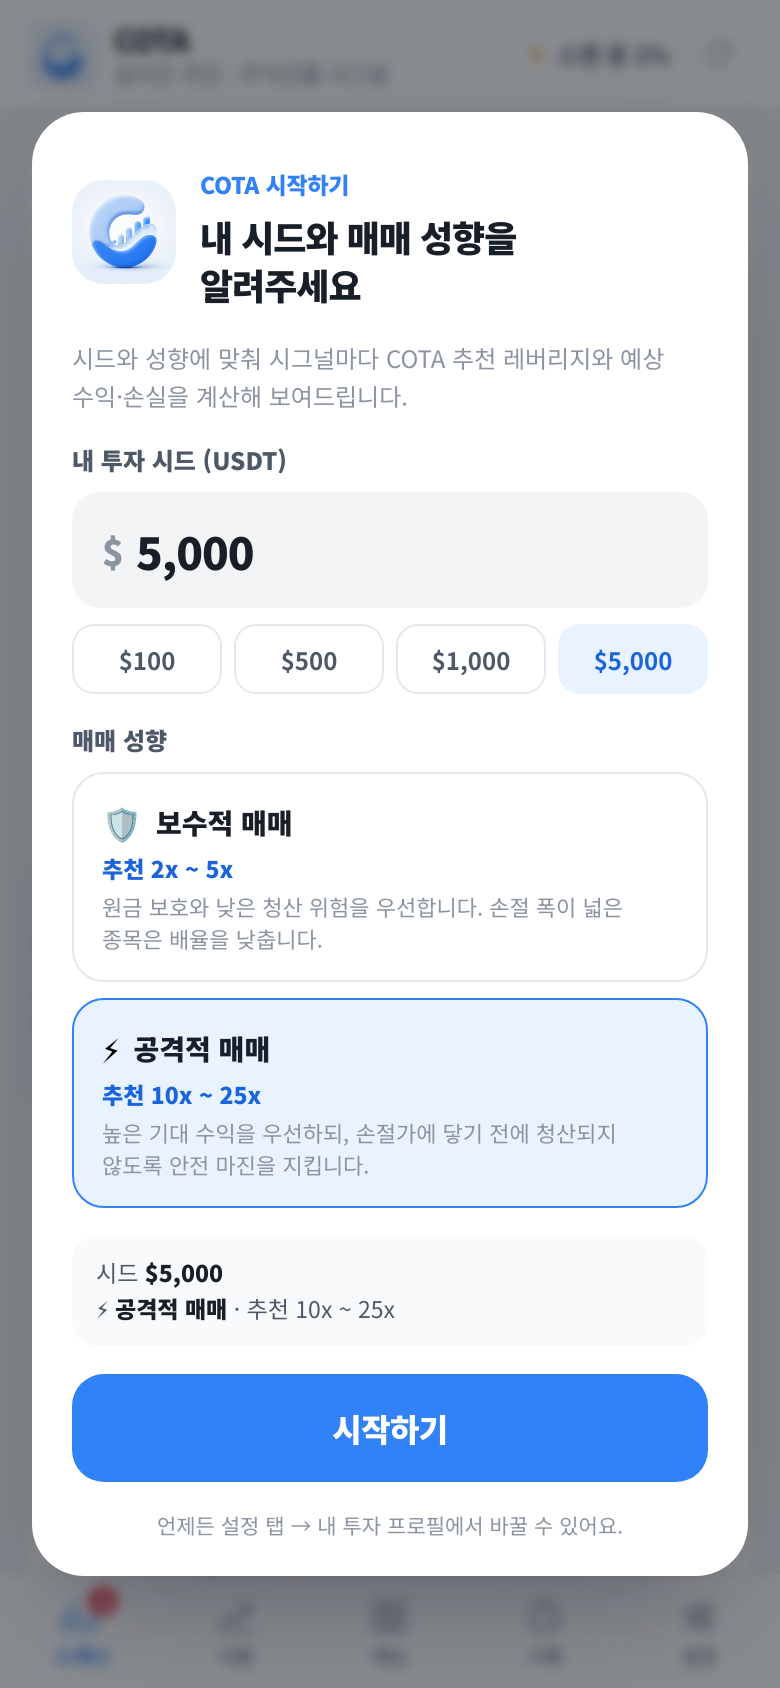 COTA
COTA 시작하기
내 시드와 매매 성향을
알려주세요
시드와 성향에 맞춰 시그널마다 COTA 추천 레버리지와 예상
수익·손실을 계산해 보여드립니다.
내 투자 시드 (USDT)
$ 5,000
$100 $500 $1,000 $5,000
매매 성향
🛡️ 보수적 매매
추천 2x ~ 5x
원금 보호와 낮은 청산 위험을 우선합니다. 손절 폭이 넓은
종목은 배율을 낮춥니다.
⚡ 공격적 매매
추천 10x ~ 25x
높은 기대 수익을 우선하되, 손절가에 닿기 전에 청산되지
않도록 안전 마진을 지킵니다.
시드 $5,000
⚡ 공격적 매매 · 추천 10x ~ 25x
시작하기
언제든 설정 탭 → 내 투자 프로필에서 바꿀 수 있어요.